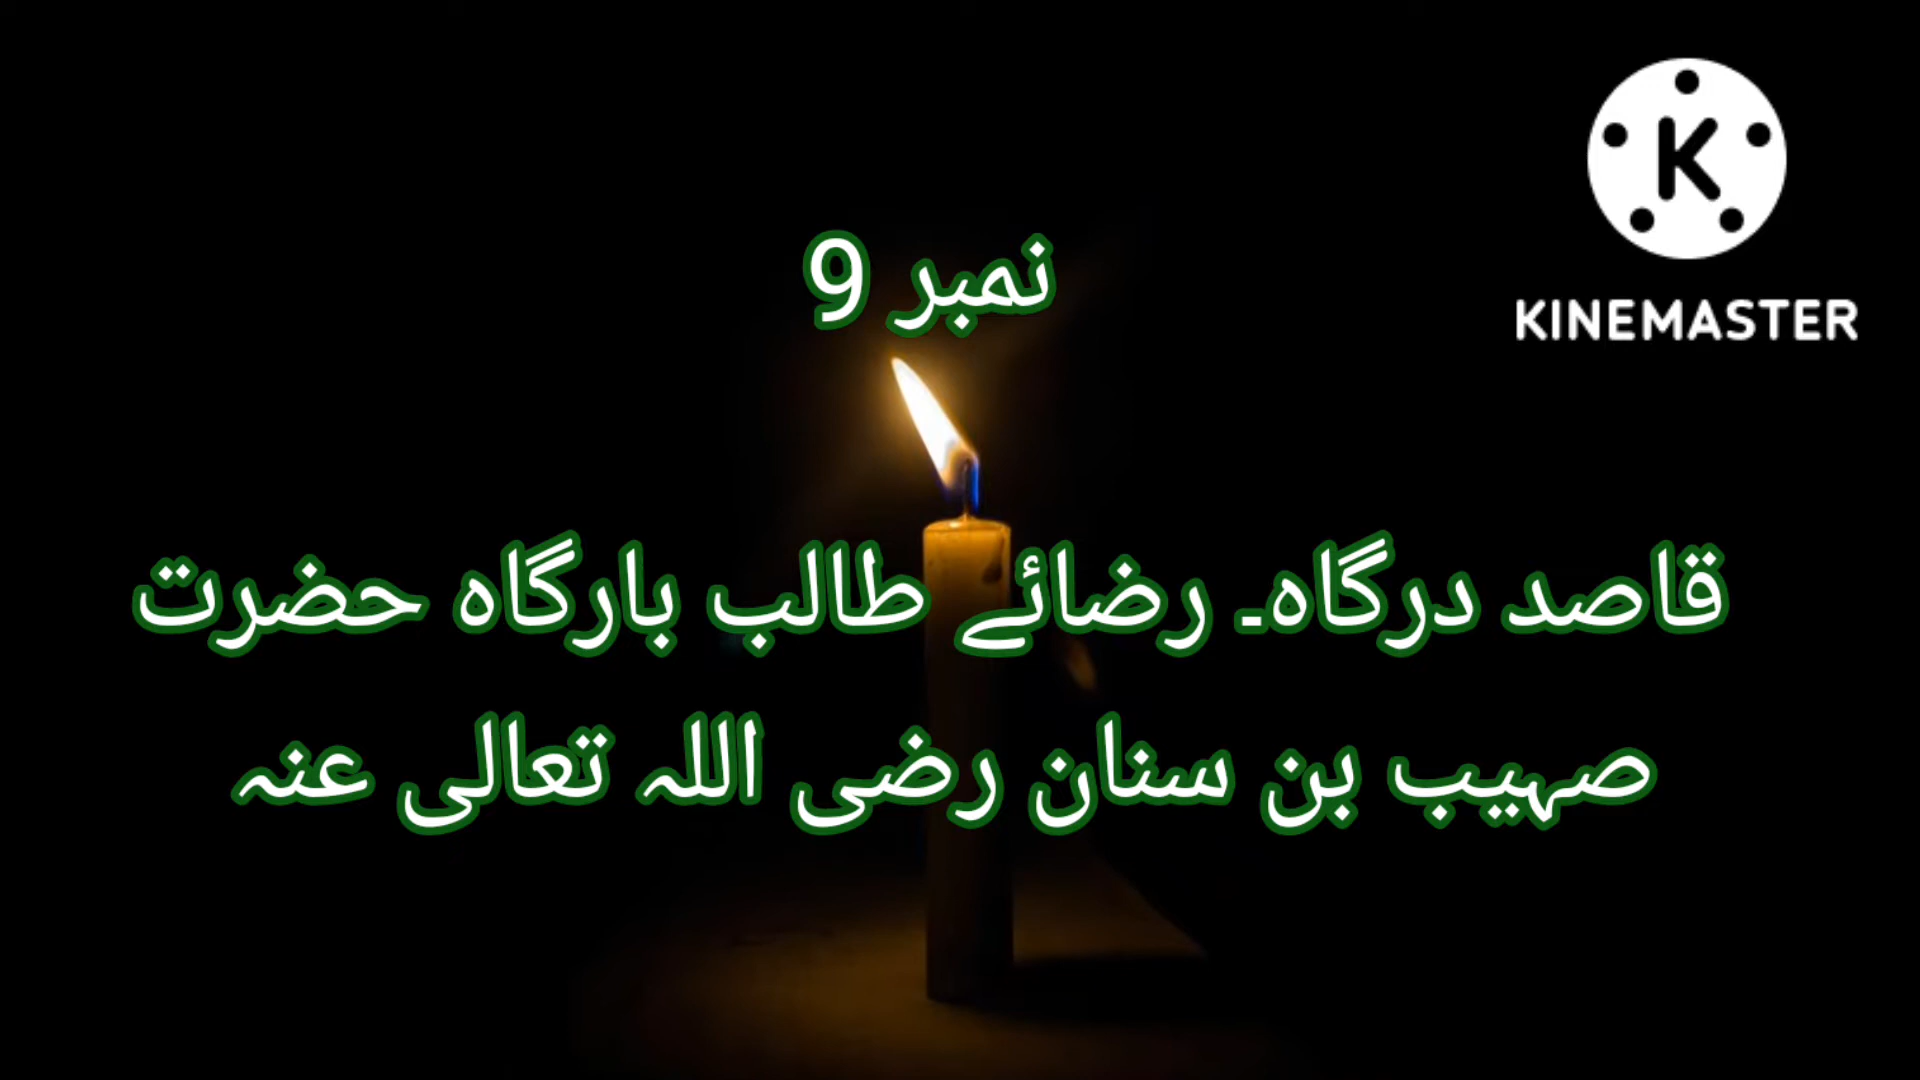 K
KINEMASTER
نمبر 9
قاصد درگاہ۔ رضائے طالب بارگاہ حضرت
صہیب بن سنان رضی اللہ تعالی عنہ